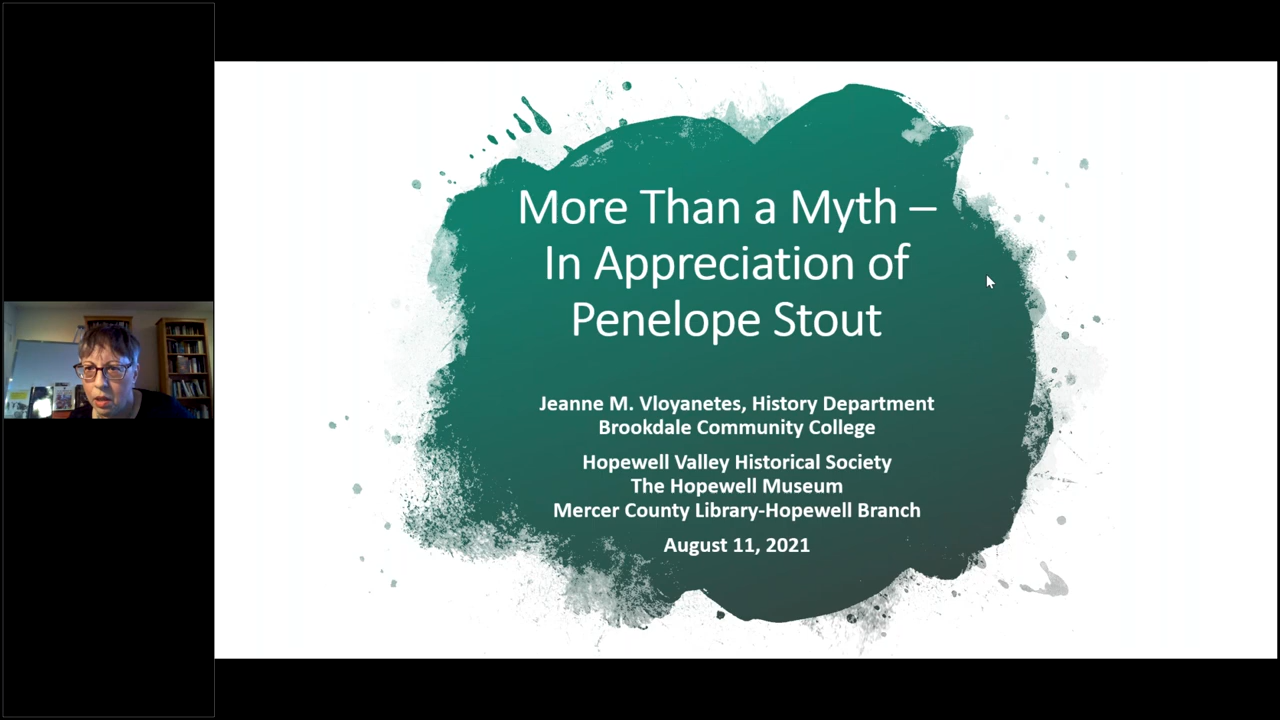 More Than a Myth –
In Appreciation of
Penelope Stout
Jeanne M. Vloyanetes, History Department
Brookdale Community College
Hopewell Valley Historical Society
The Hopewell Museum
Mercer County Library-Hopewell Branch
August 11, 2021